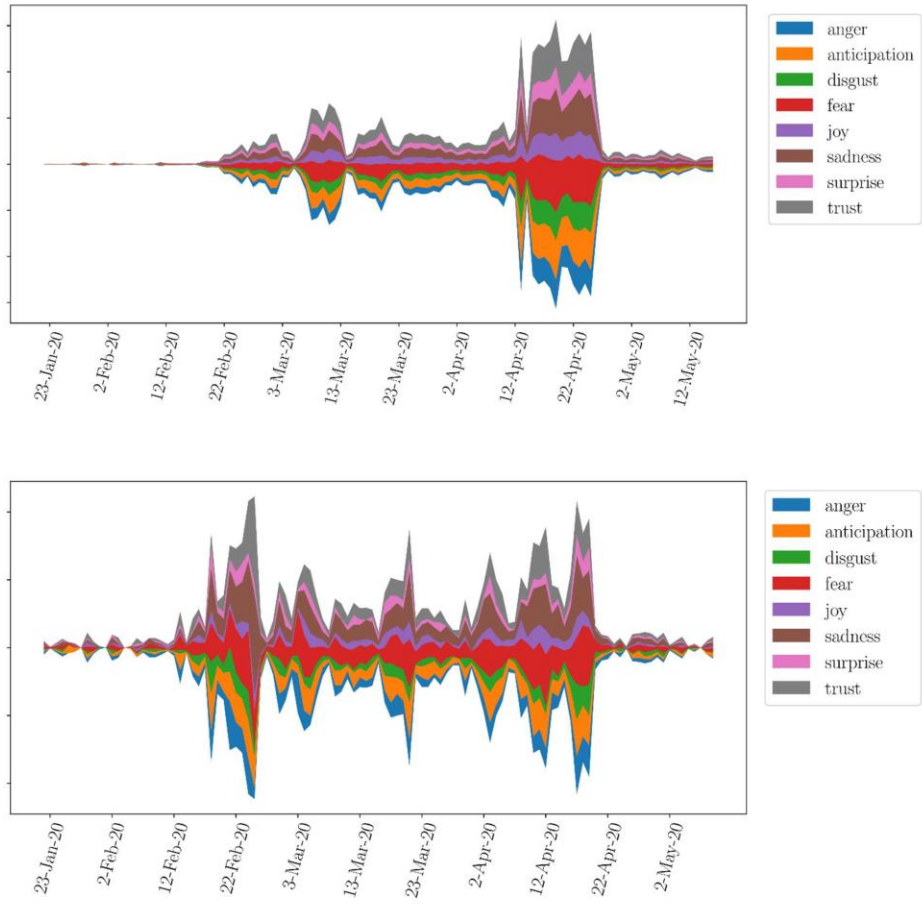 anger
anticipation
disgust
fear
joy
sadness
surprise
trust
23-Jan-20
2-Feb-20
12-Feb-20
22-Feb-20
3-Mar-20
13-Mar-20
23-Mar-20
2-Apr-20
12-Apr-20
22-Apr-20
2-May-20
12-May-20
anger
anticipation
disgust
fear
joy
sadness
surprise
trust
23-Jan-20
2-Feb-20
12-Feb-20
22-Feb-20
3-Mar-20
13-Mar-20
23-Mar-20
2-Apr-20
12-Apr-20
22-Apr-20
2-May-20